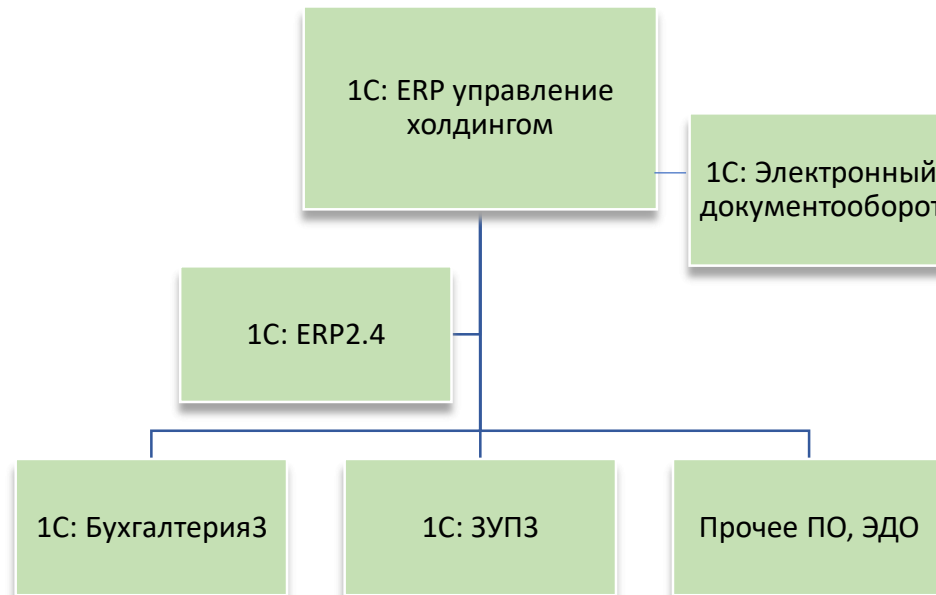 1С: ERP управление
холдингом
1С: Электронный
документооборот
1С: ERP2.4
1С: Бухгалтерия3
1С: ЗУП3
Прочее ПО, ЭДО